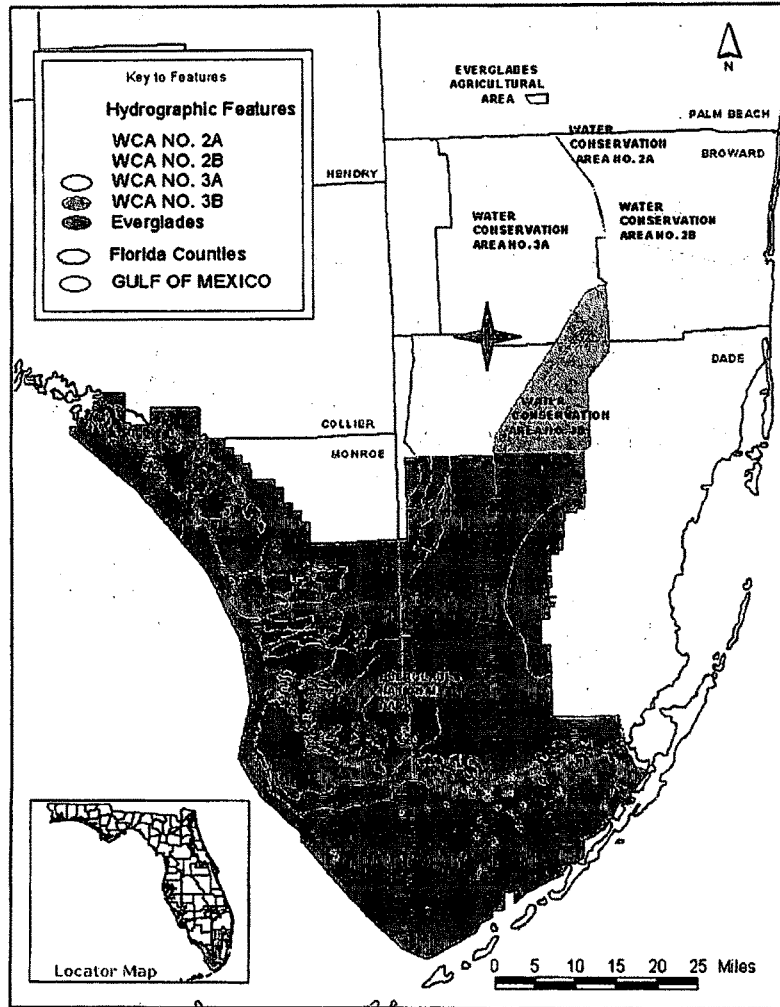 Key to Features
Hydrographic Features
WCA NO. 2A
WCA NO. 2B
WCA NO. 3A
WCA NO. 3B
Everglades
Florida Counties
GULF OF MEXICO
N
EVERGLADES
AGRICULTURAL
AREA
PALM BEACH
WATER
CONSERVATION
AREA NO. 2A
BROWARD
HENDRY
WATER
CONSERVATION
AREA NO. 3A
WATER
CONSERVATION
AREA NO. 2B
DADE
WATER
CONSERVATION
COLLIER
MONROE
Locator Map
0 5 10 15 20 25 Miles